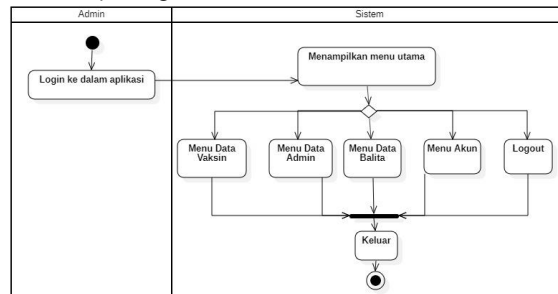 Admin
Sistem
Login ke dalam aplikasi
Menampilkan menu utama
Menu Data
Vaksin
Menu Data
Admin
Menu Data
Balita
Menu Akun
Logout
Keluar